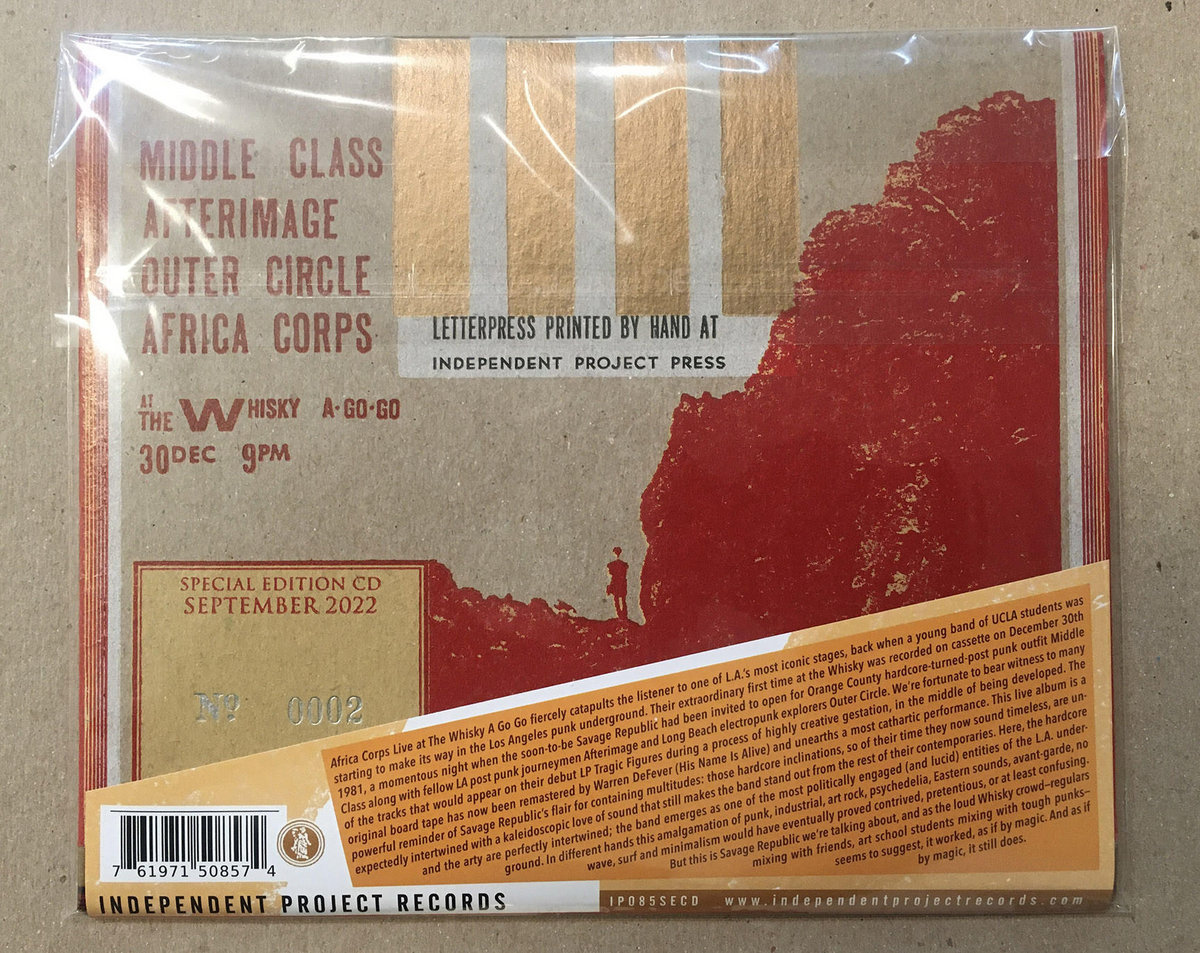 MIDDLE CLASS
AFTERIMAGE
OUTER CIRCLE
AFRICA CORPS
AT THE WHISKY A·GO·GO
30 DEC 9PM
LETTERPRESS PRINTED BY HAND AT
INDEPENDENT PROJECT PRESS
SPECIAL EDITION CD
SEPTEMBER 2022
Nº 0002
Africa Corps Live at The Whisky A Go Go fiercely catapults the listener to one of L.A.'s most iconic stages, back when a young band of UCLA students was
starting to make its way in the Los Angeles punk underground. Their extraordinary first time at the Whisky was recorded on cassette on December 30th
1981, a momentous night when the soon-to-be Savage Republic had been invited to open for Orange County hardcore-turned-post punk outfit Middle
Class along with fellow LA post punk journeymen Afterimage and Long Beach electropunk explorers Outer Circle. We're fortunate to bear witness to many
of the tracks that would appear on their debut LP Tragic Figures during a process of highly creative gestation, in the middle of being developed. The
original board tape has now been remastered by Warren DeFever (His Name Is Alive) and unearths a most cathartic performance. This live album is a
powerful reminder of Savage Republic's flair for containing multitudes: those hardcore inclinations, so of their time they now sound timeless, are un-
expectedly intertwined with a kaleidoscopic love of sound that still makes the band stand out from the rest of their contemporaries. Here, the hardcore
and the arty are perfectly intertwined; the band emerges as one of the most politically engaged (and lucid) entities of the L.A. under-
ground. In different hands this amalgamation of punk, industrial, art rock, psychedelia, Eastern sounds, avant-garde, no
wave, surf and minimalism would have eventually proved contrived, pretentious, or at least confusing.
But this is Savage Republic we're talking about, and as the loud Whisky crowd–regulars
mixing with friends, art school students mixing with tough punks–
seems to suggest, it worked, as if by magic. And as if
by magic, it still does.
7 61971 50857 4
INDEPENDENT PROJECT RECORDS
IP085SECD www.independentprojectrecords.com